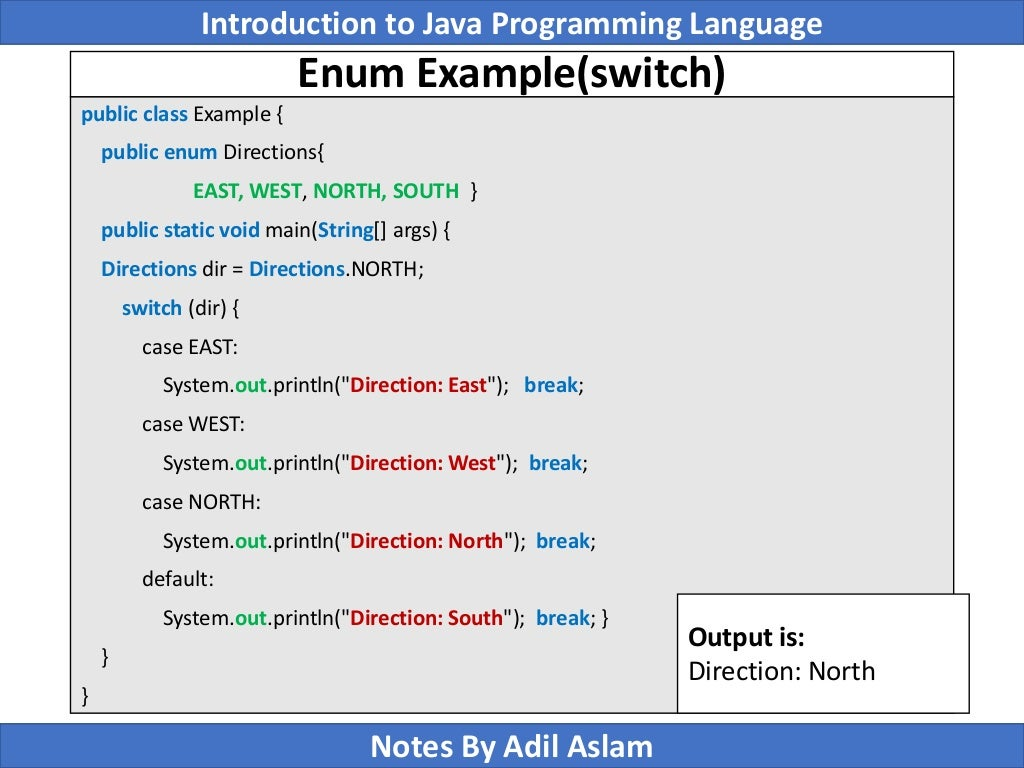 Introduction to Java Programming Language
Enum Example(switch)
public class Example {
public enum Directions{
EAST, WEST, NORTH, SOUTH }
public static void main(String[] args) {
Directions dir = Directions.NORTH;
switch (dir) {
case EAST:
System.out.println("Direction: East"); break;
case WEST:
System.out.println("Direction: West"); break;
case NORTH:
System.out.println("Direction: North"); break;
default:
System.out.println("Direction: South"); break; }
}
}
Output is:
Direction: North
Notes By Adil Aslam